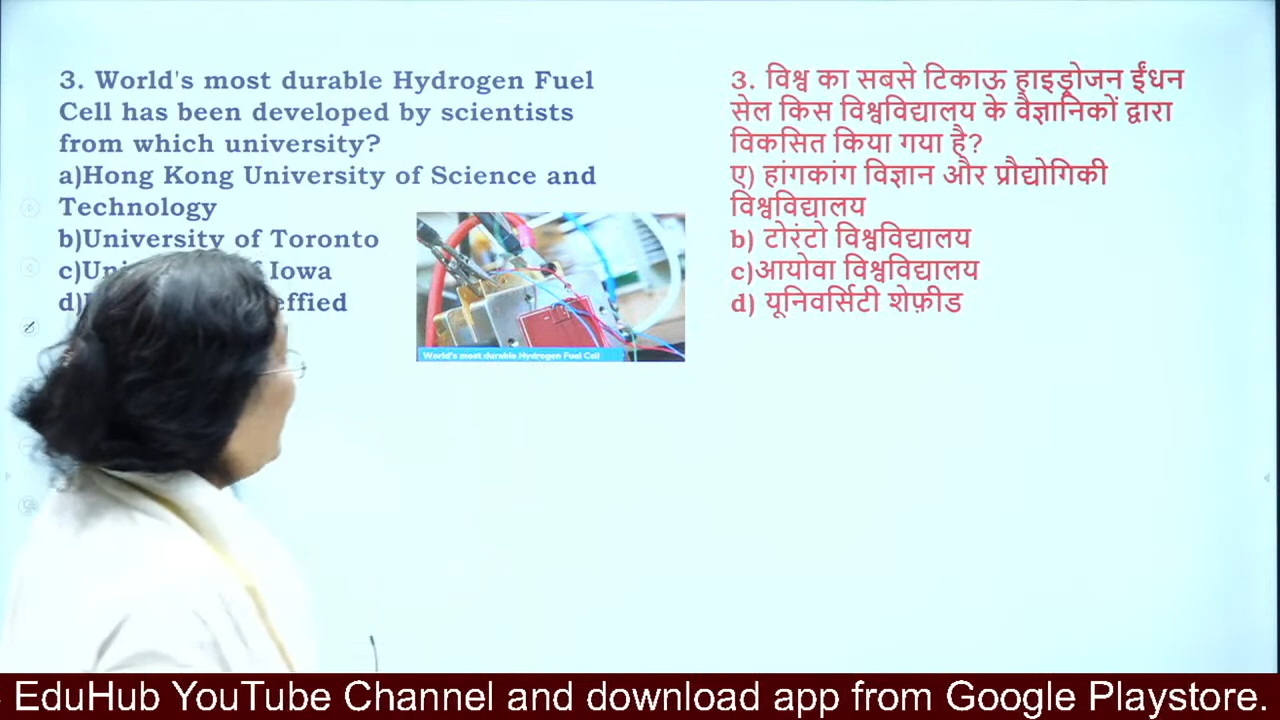 3. World's most durable Hydrogen Fuel
Cell has been developed by scientists
from which university?
a)Hong Kong University of Science and
Technology
b)University of Toronto
Iowa
World's most durable Hydrogen Fuel Cell
3. विश्व का सबसे टिकाऊ हाइड्रोजन ईंधन
सेल किस विश्वविद्यालय के वैज्ञानिकों द्वारा
विकसित किया गया है?
ए) हांगकांग विज्ञान और प्रौद्योगिकी
विश्वविद्यालय
b) टोरंटो विश्वविद्यालय
c)आयोवा विश्वविद्यालय
d) यूनिवर्सिटी शेफ़ीड
EduHub YouTube Channel and download app from Google Playstore.